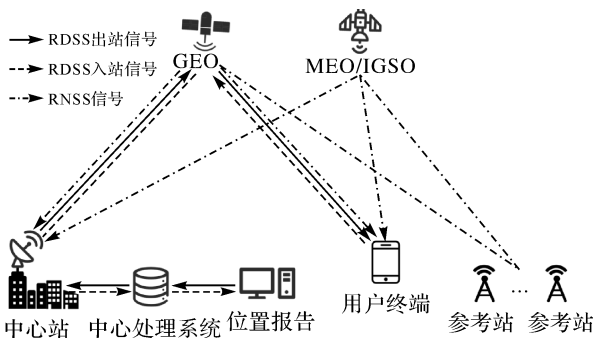 RDSS出站信号
RDSS入站信号
RNSS信号
GEO
MEO/IGSO
中心站
中心处理系统
位置报告
用户终端
参考站
...
参考站